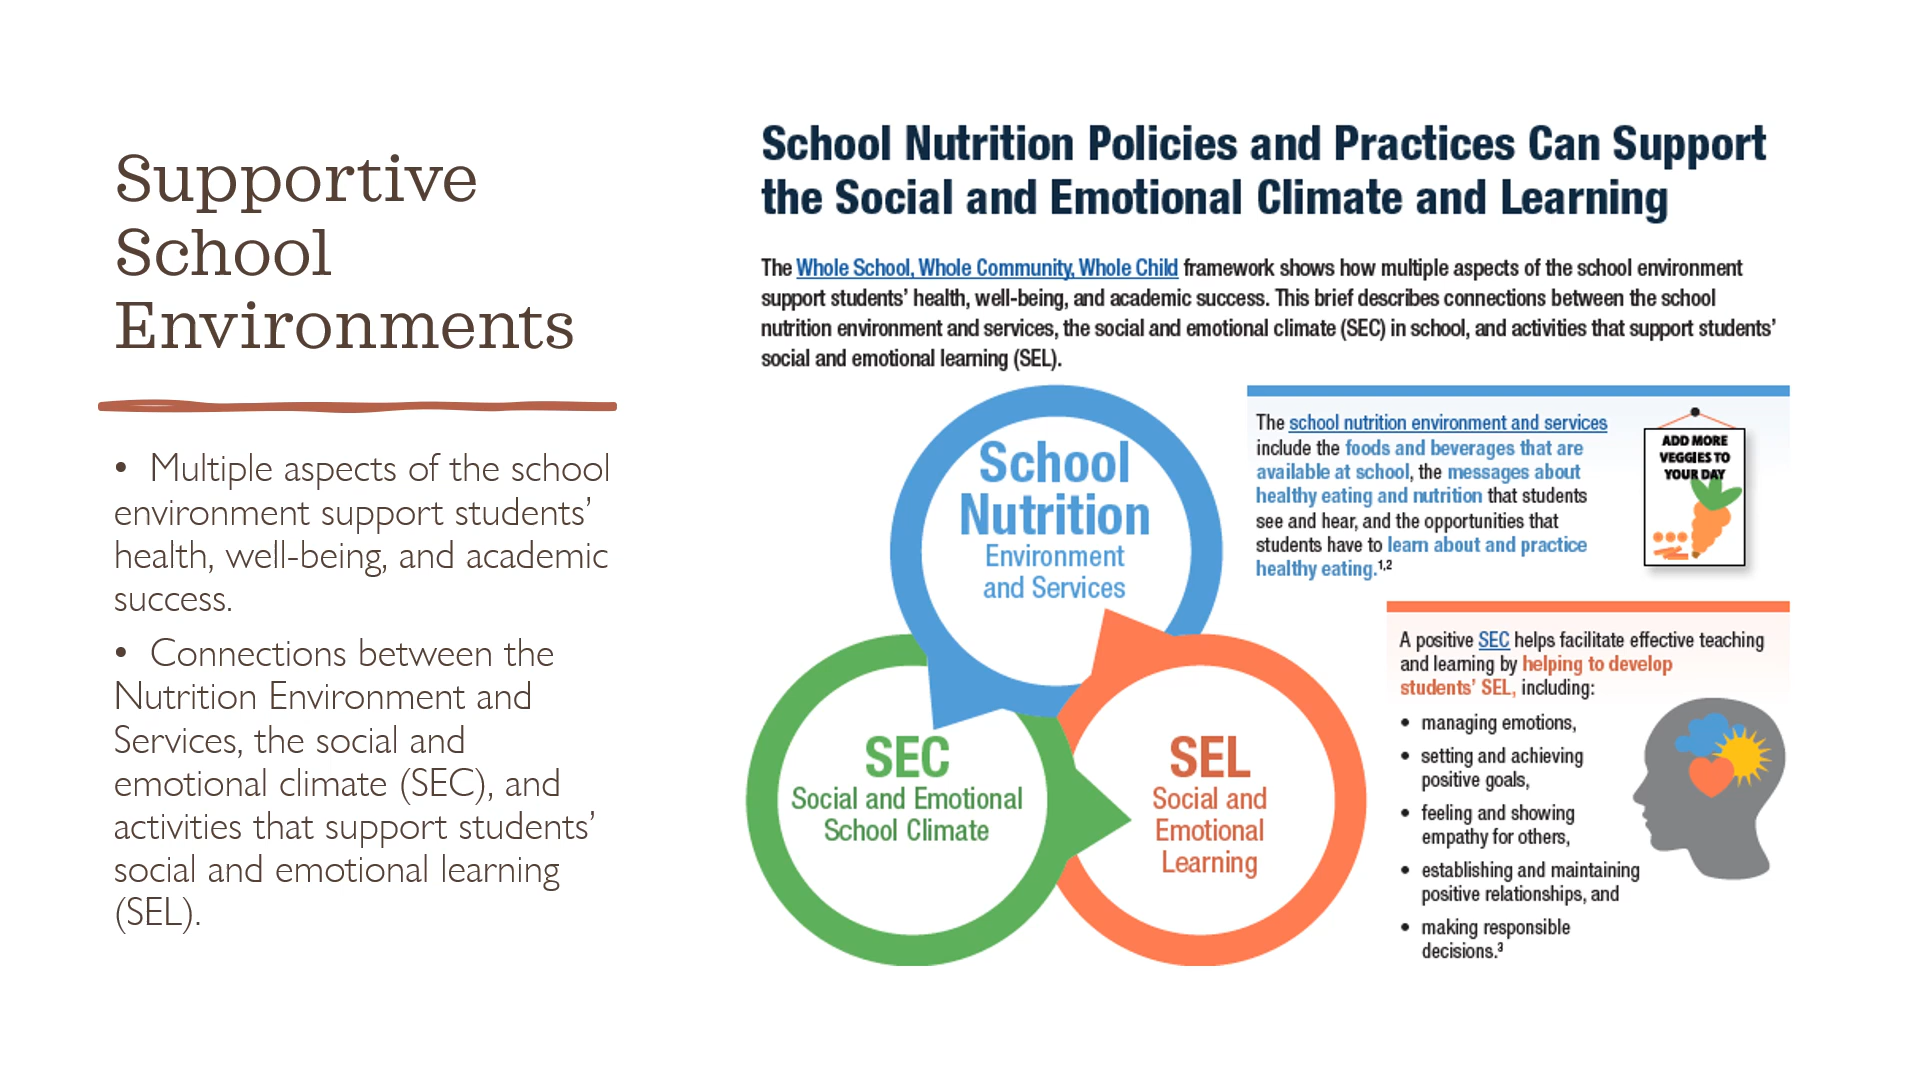 Supportive
School
Environments
• Multiple aspects of the school
environment support students’
health, well-being, and academic
success.
• Connections between the
Nutrition Environment and
Services, the social and
emotional climate (SEC), and
activities that support students’
social and emotional learning
(SEL).
School Nutrition Policies and Practices Can Support
the Social and Emotional Climate and Learning
The Whole School, Whole Community, Whole Child framework shows how multiple aspects of the school environment
support students’ health, well-being, and academic success. This brief describes connections between the school
nutrition environment and services, the social and emotional climate (SEC) in school, and activities that support students’
social and emotional learning (SEL).
School
Nutrition
Environment
and Services
SEC
Social and Emotional
School Climate
SEL
Social and
Emotional
Learning
The school nutrition environment and services
include the foods and beverages that are
available at school, the messages about
healthy eating and nutrition that students
see and hear, and the opportunities that
students have to learn about and practice
healthy eating.1,2
ADD MORE
VEGGIES TO
YOUR DAY
A positive SEC helps facilitate effective teaching
and learning by helping to develop
students’ SEL, including:
• managing emotions,
• setting and achieving
positive goals,
• feeling and showing
empathy for others,
• establishing and maintaining
positive relationships, and
• making responsible
decisions.3